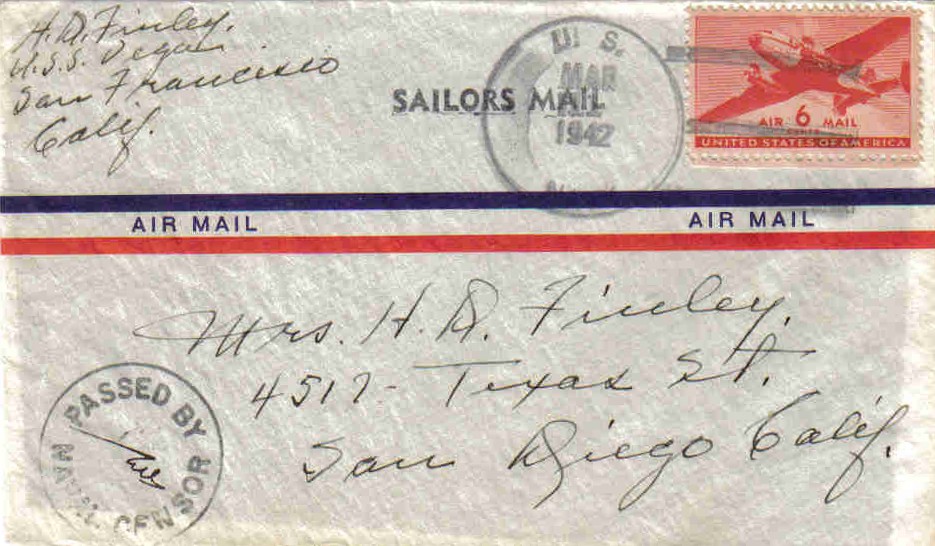 H.D. Finley.
U.S.S. Vega
San Francisco
Calif.
SAILORS MAIL
U. S.
MAR
1942
AIR 6 MAIL
CENTS
UNITED STATES OF AMERICA
AIR MAIL
AIR MAIL
Mrs. H. D. Finley.
4517- Texas St.
San Diego Calif.
PASSED BY
NAVAL CENSOR